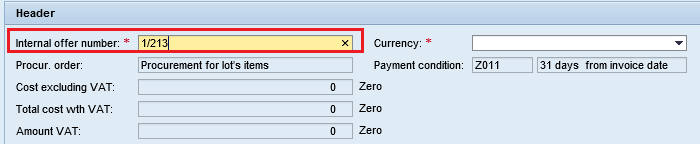 Header
Internal offer number: * 1/213 × Currency: *
Procur. order: Procurement for lot's items Payment condition: Z011 31 days from invoice date
Cost excluding VAT: 0 Zero
Total cost wth VAT: 0 Zero
Amount VAT: 0 Zero